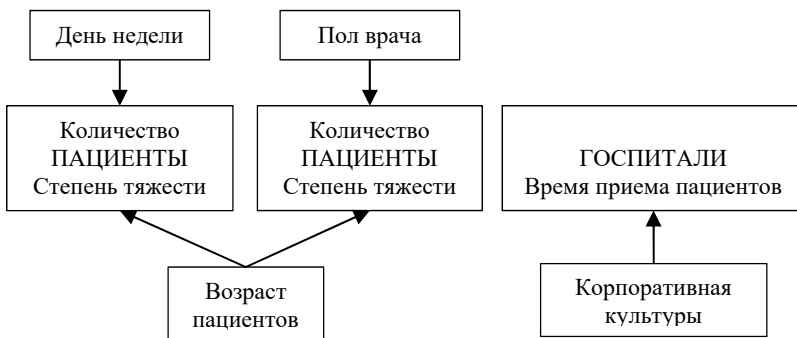 День недели
Пол врача
Количество
ПАЦИЕНТЫ
Степень тяжести
Количество
ПАЦИЕНТЫ
Степень тяжести
ГОСПИТАЛИ
Время приема пациентов
Возраст
пациентов
Корпоративная
культуры